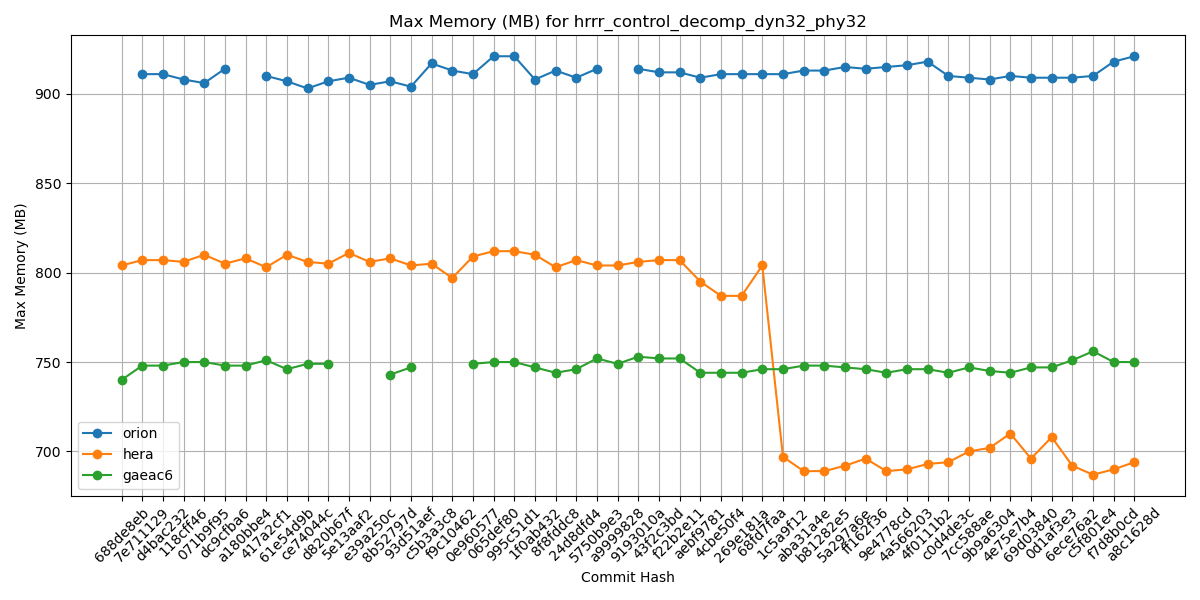 Max Memory (MB) for hrrr_control_decomp_dyn32_phy32
Max Memory (MB)
900
850
800
750
700
orion
hera
gaeac6
688de8eb
7e711129
d4bac232
118cff46
071b9f95
dc9cfba6
a180bbe4
417a2cf1
61e54d9b
ce74044c
d820b67f
5e13aaf2
e39a250c
8b52797d
93d51aef
c5b3a3c8
f9c10462
0e960577
065def80
995c51d1
1f0ab432
8f8fdfc8
24d8dfd4
5750b9e3
a9999828
9193010a
43f253bd
f22b2e11
aebf9781
4cbe50f4
269e181a
68fd7faa
1c5a9f12
aba31a4e
b81282e5
5a297a6e
ff162f36
9e4778cd
4a566203
4f011b2
c0d4de3c
7cc588ae
9b9a6304
4e75e7b4
69d03840
0d1af3e3
6ece76a2
c5f801e4
f7d8b0cd
a8c1628d
Commit Hash